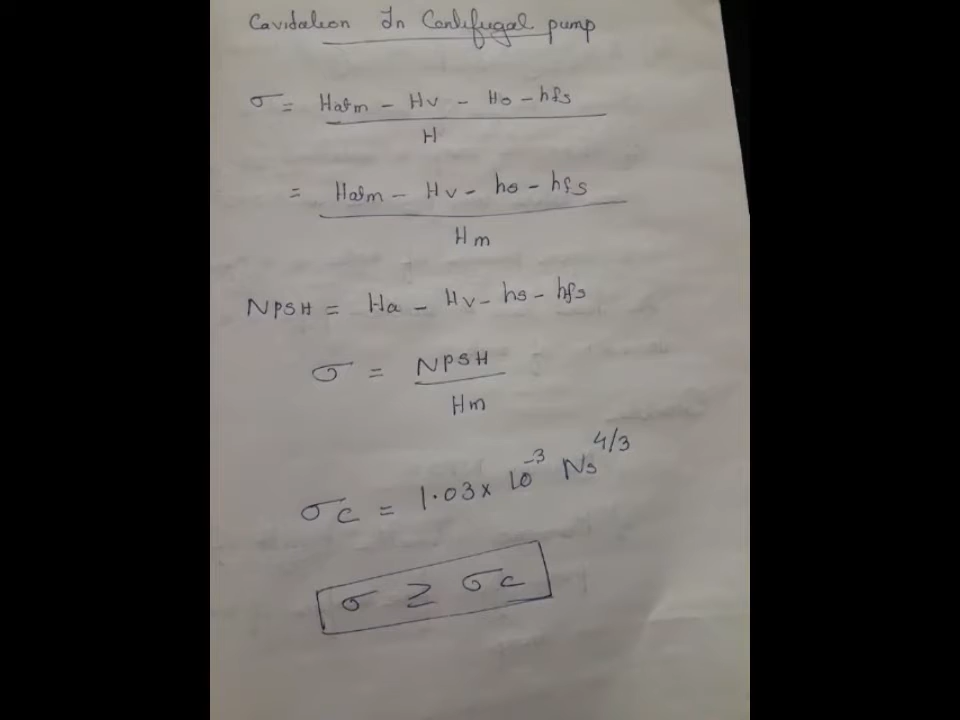 Cavitation In Centrifugal pump
σ = Hatm - Hv - Hs - hfs
H
= Hatm - Hv - hs - hfs
Hm
NPSH = Ha - Hv - hs - hfs
σ = NPSH
Hm
σc = 1.03 x 10^-3 Ns^4/3
σ ≥ σc